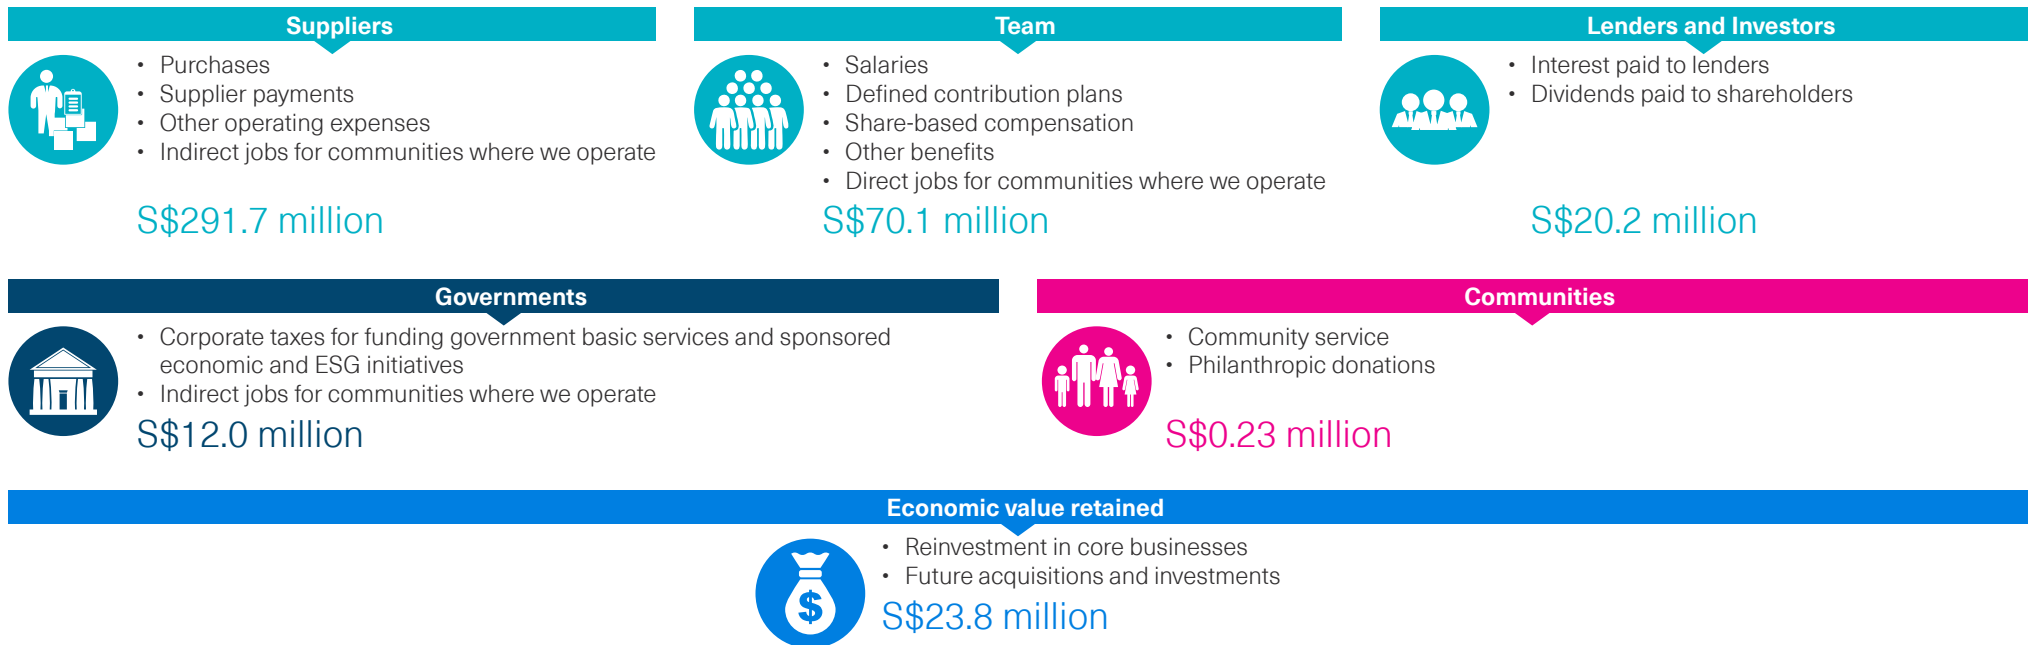 Suppliers
• Purchases
• Supplier payments
• Other operating expenses
• Indirect jobs for communities where we operate
S$291.7 million
Team
• Salaries
• Defined contribution plans
• Share-based compensation
• Other benefits
• Direct jobs for communities where we operate
S$70.1 million
Lenders and Investors
• Interest paid to lenders
• Dividends paid to shareholders
S$20.2 million
Governments
• Corporate taxes for funding government basic services and sponsored
economic and ESG initiatives
• Indirect jobs for communities where we operate
S$12.0 million
Communities
• Community service
• Philanthropic donations
S$0.23 million
Economic value retained
• Reinvestment in core businesses
• Future acquisitions and investments
$
S$23.8 million